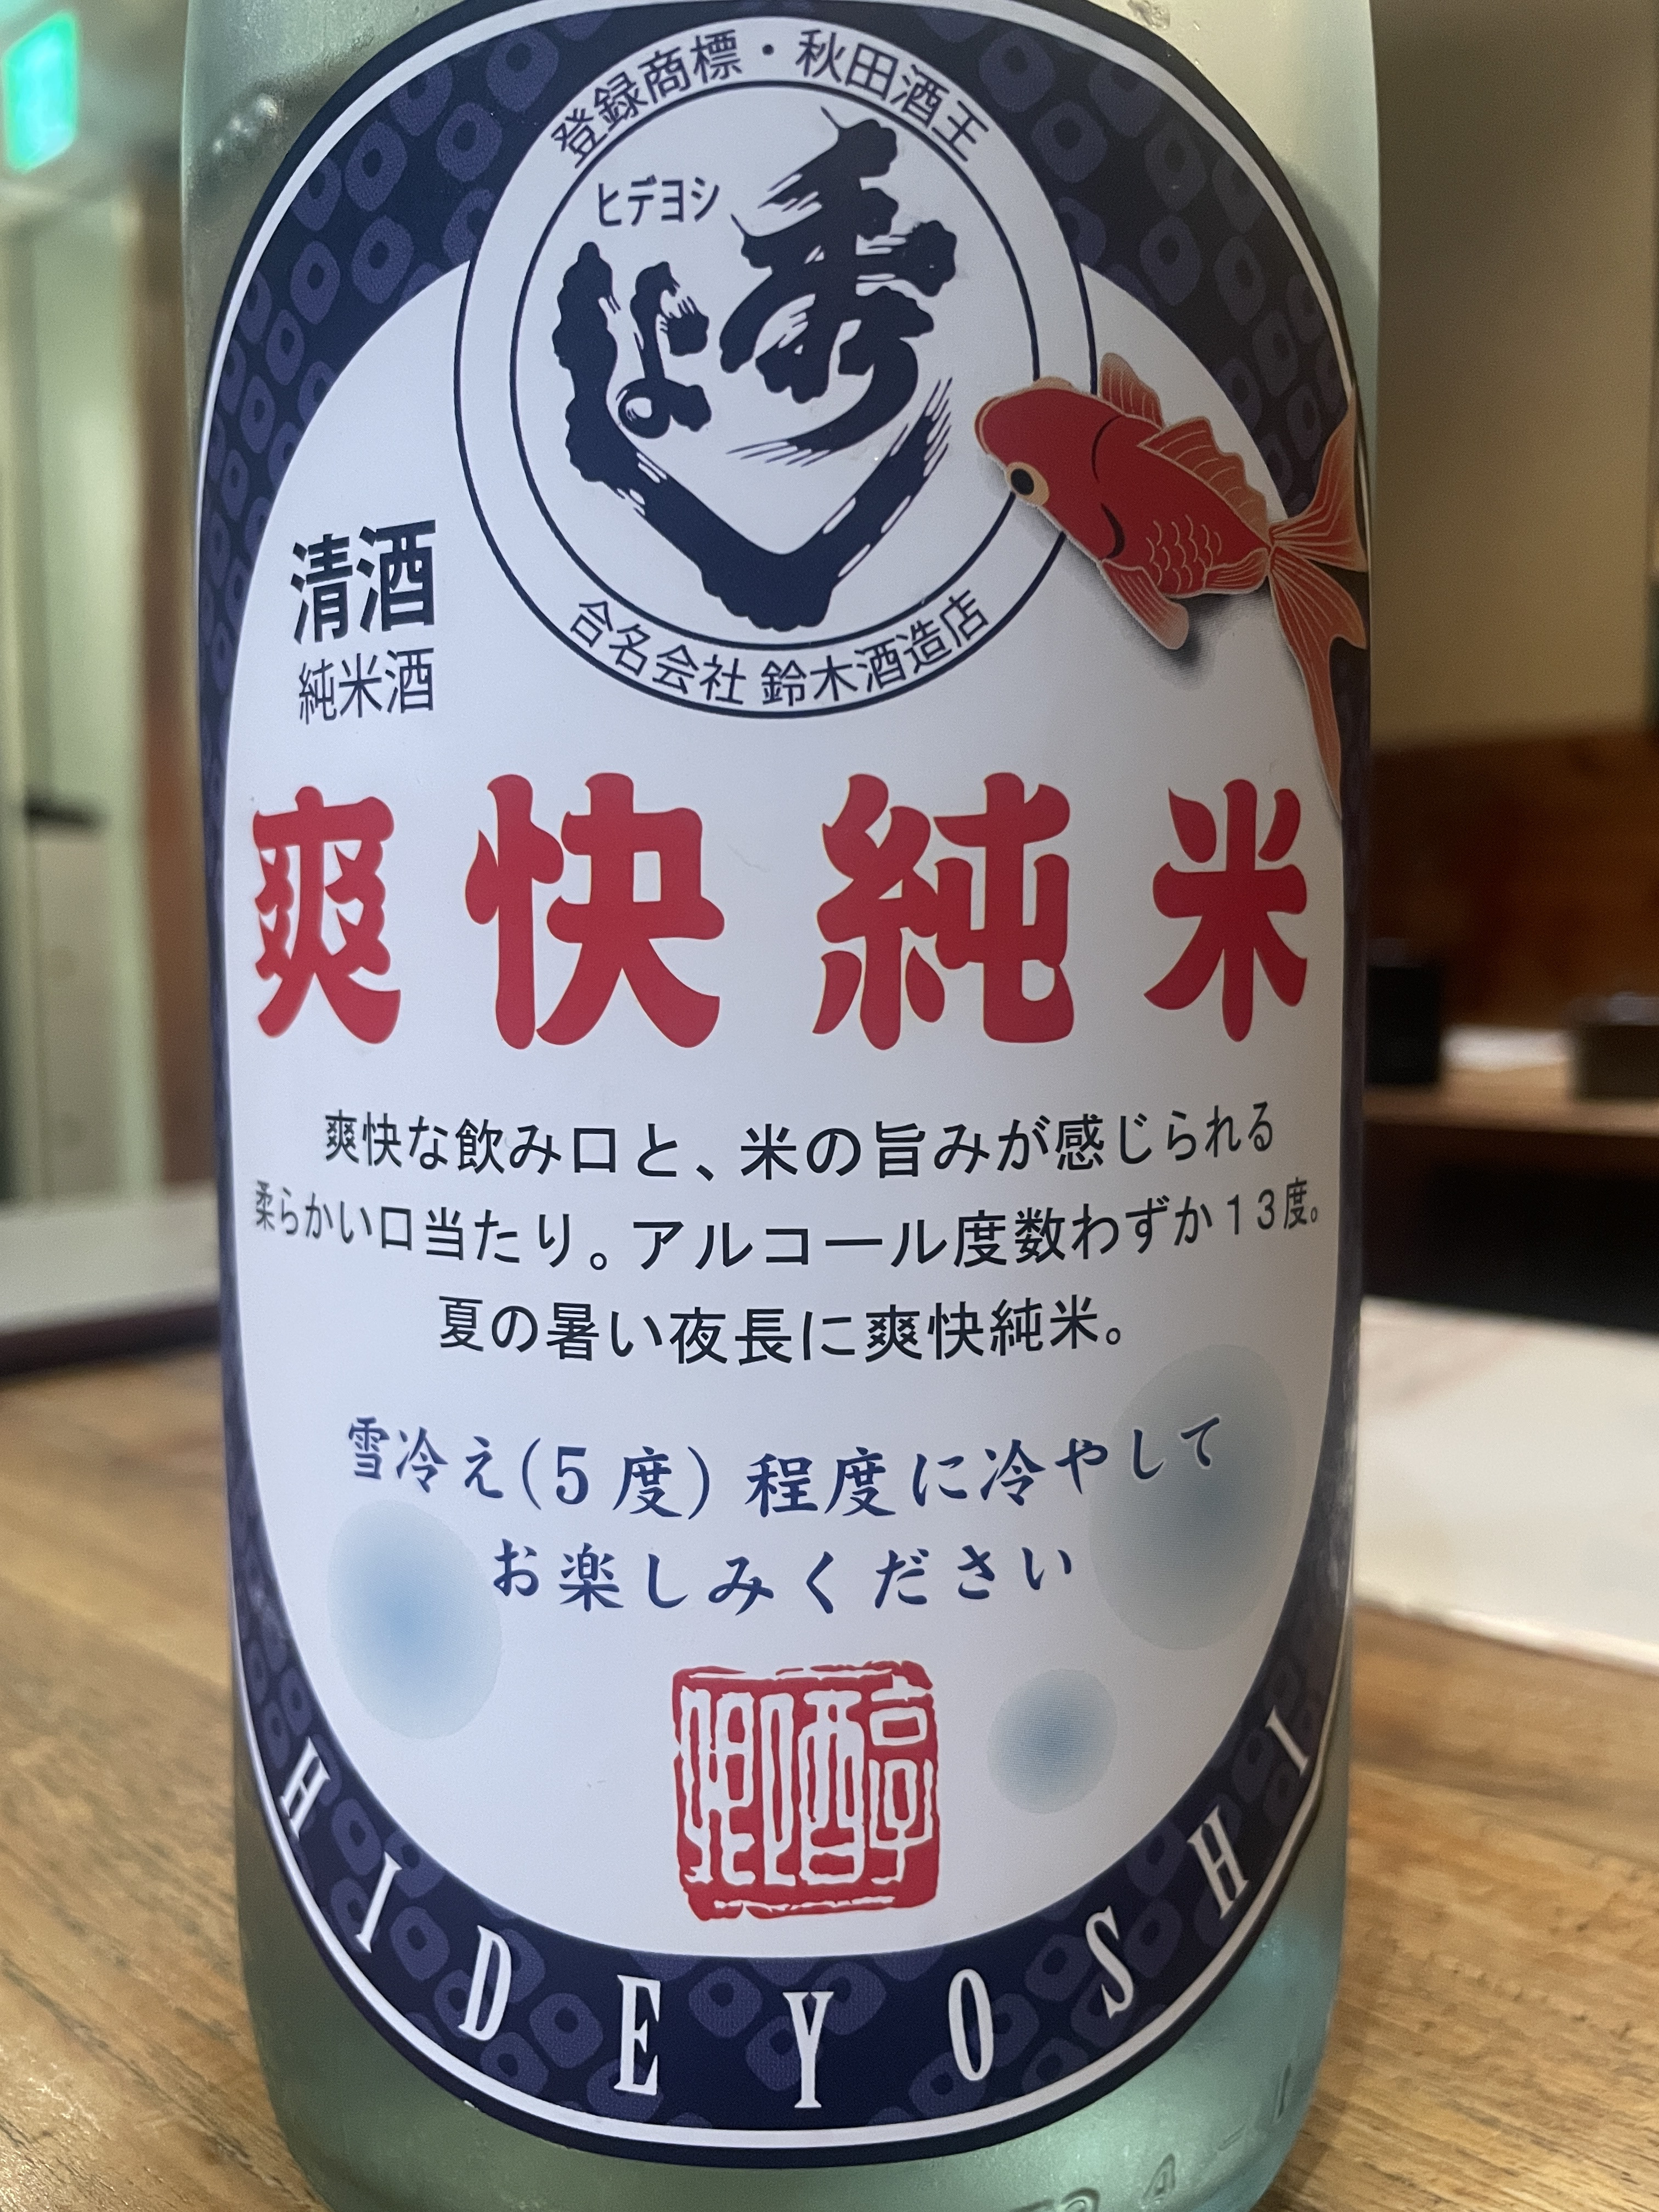 登録商標・秋田酒王
ヒデヨシ
秀よし
合名会社 鈴木酒造店
清酒
純米酒
爽快純米
爽快な飲み口と、米の旨みが感じられる
柔らかい口当たり。アルコール度数わずか13度。
夏の暑い夜長に爽快純米。
雪冷え(5度)程度に冷やして
お楽しみください
HIDEYOSHI